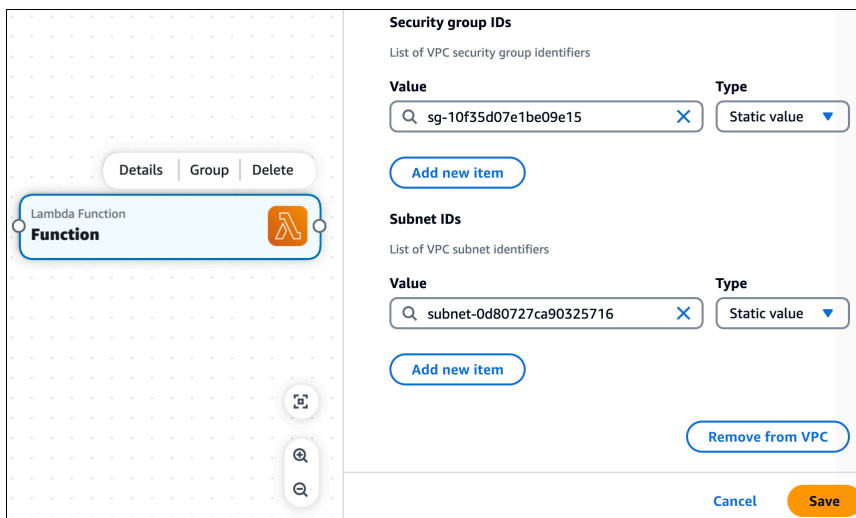 Security group IDs
List of VPC security group identifiers
Value
Type
sg-10f35d07e1be09e15
Static value
Add new item
Details
Group
Delete
Lambda Function
Function
Subnet IDs
List of VPC subnet identifiers
Value
Type
subnet-0d80727ca90325716
Static value
Add new item
Remove from VPC
Cancel
Save